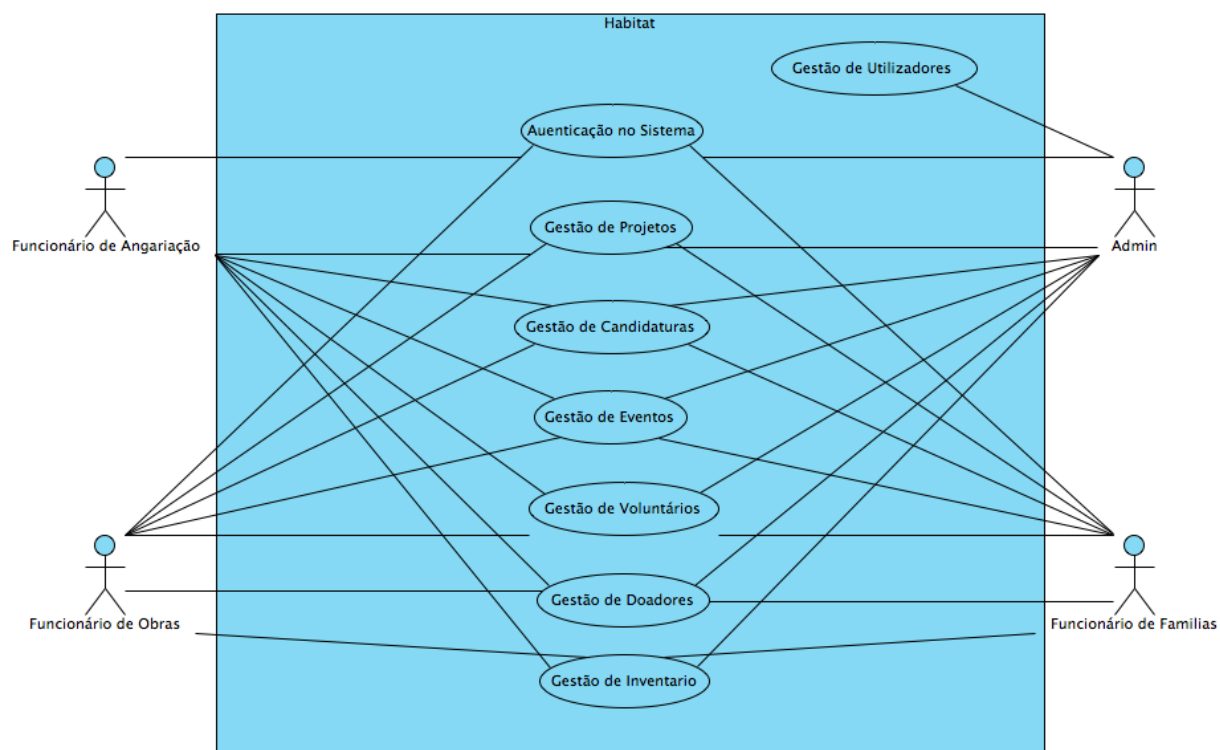 Habitat
Gestão de Utilizadores
Auenticação no Sistema
Funcionário de Angariação
Gestão de Projetos
Admin
Gestão de Candidaturas
Gestão de Eventos
Gestão de Voluntários
Gestão de Doadores
Funcionário de Obras
Funcionário de Familias
Gestão de Inventario